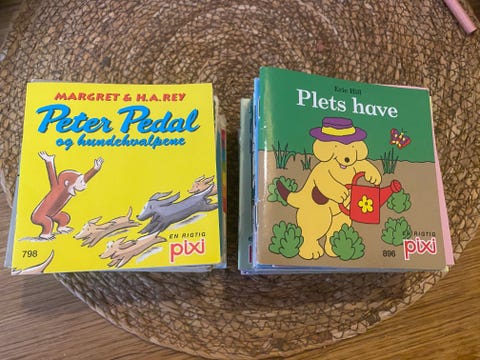 MARGRET & H.A.REY
Peter Pedal
og hundehvalpene
EN RIGTIG
pixi
798
Eric Hill
Plets have
EN RIGTIG
pixi
896